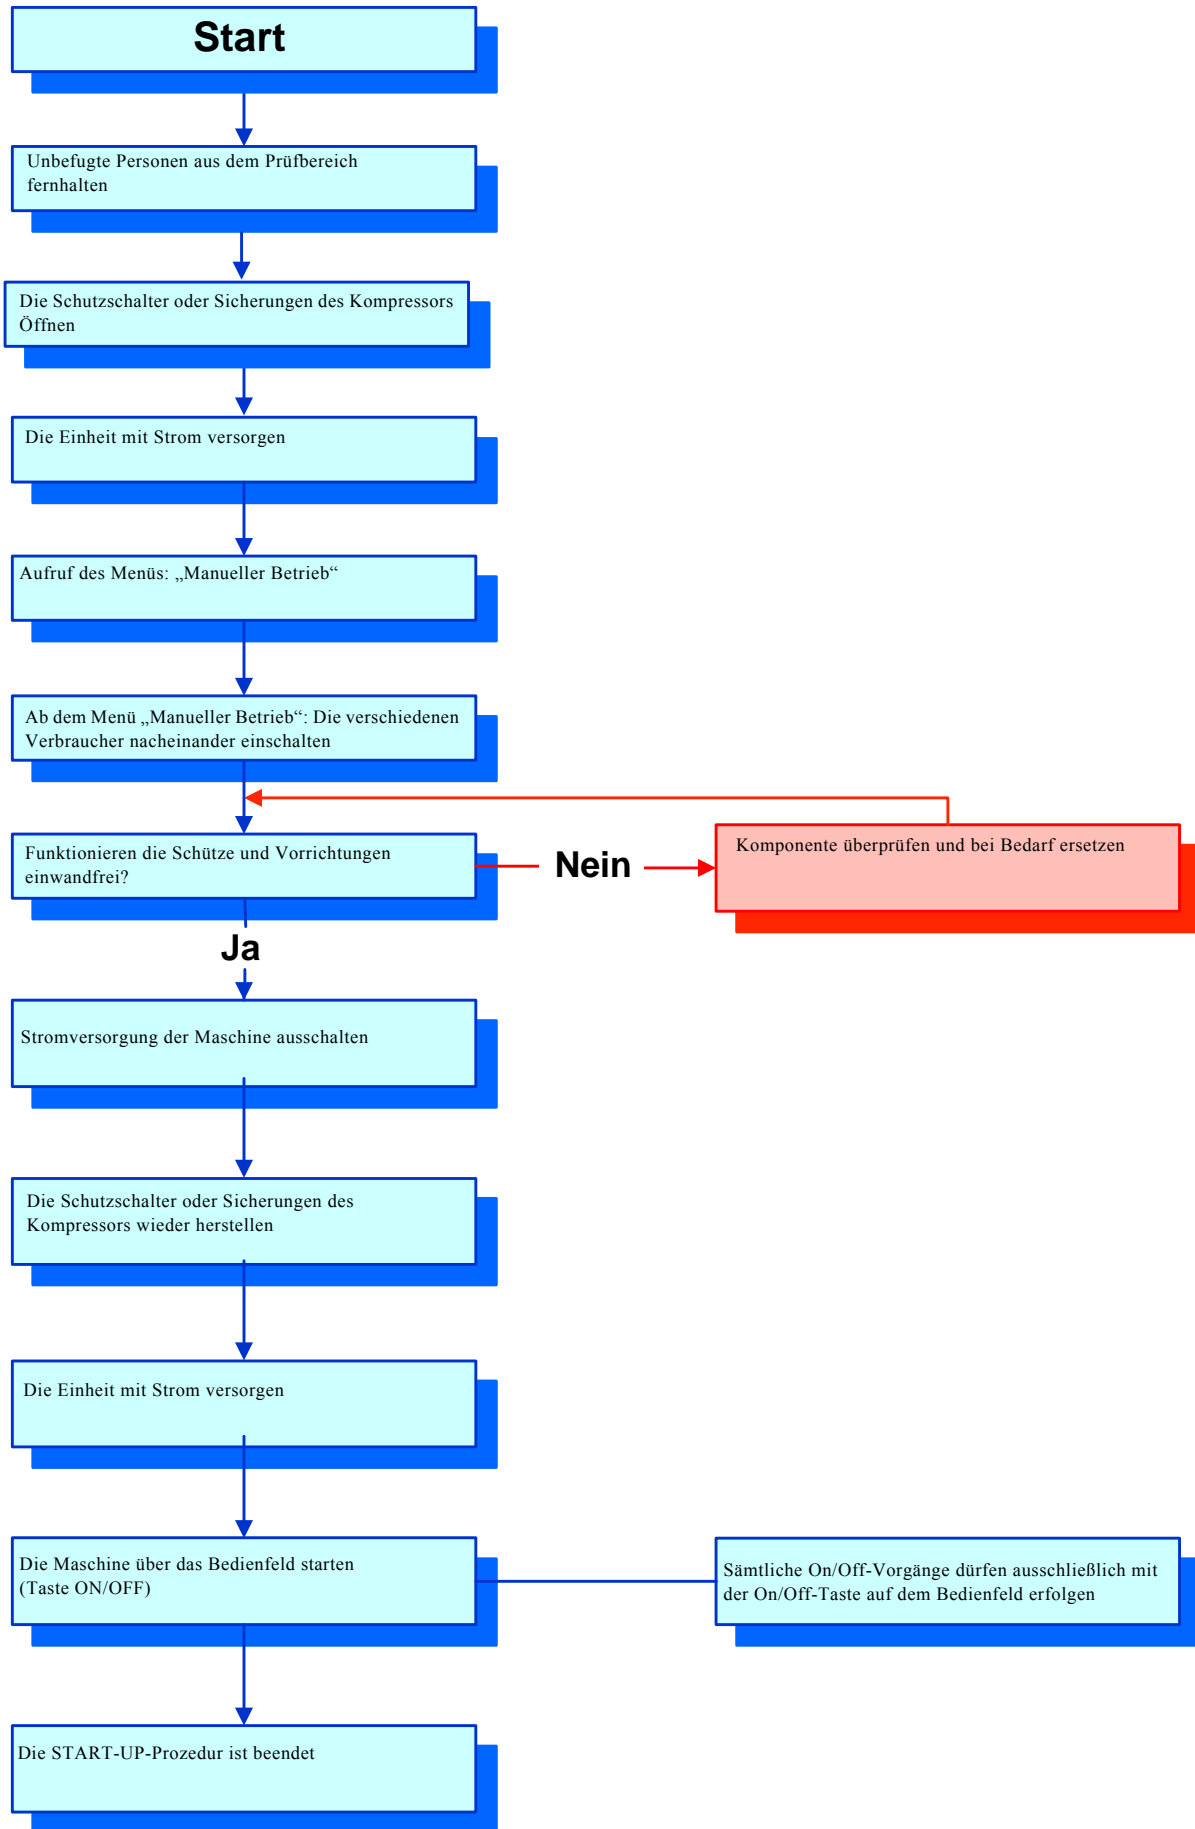 Start
Unbefugte Personen aus dem Prüfbereich
fernhalten
Die Schutzschalter oder Sicherungen des Kompressors
Öffnen
Die Einheit mit Strom versorgen
Aufruf des Menüs: „Manueller Betrieb“
Ab dem Menü „Manueller Betrieb“: Die verschiedenen
Verbraucher nacheinander einschalten
Funktionieren die Schütze und Vorrichtungen
einwandfrei?
Nein
Komponente überprüfen und bei Bedarf ersetzen
Ja
Stromversorgung der Maschine ausschalten
Die Schutzschalter oder Sicherungen des
Kompressors wieder herstellen
Die Einheit mit Strom versorgen
Die Maschine über das Bedienfeld starten
(Taste ON/OFF)
Sämtliche On/Off-Vorgänge dürfen ausschließlich mit
der On/Off-Taste auf dem Bedienfeld erfolgen
Die START-UP-Prozedur ist beendet